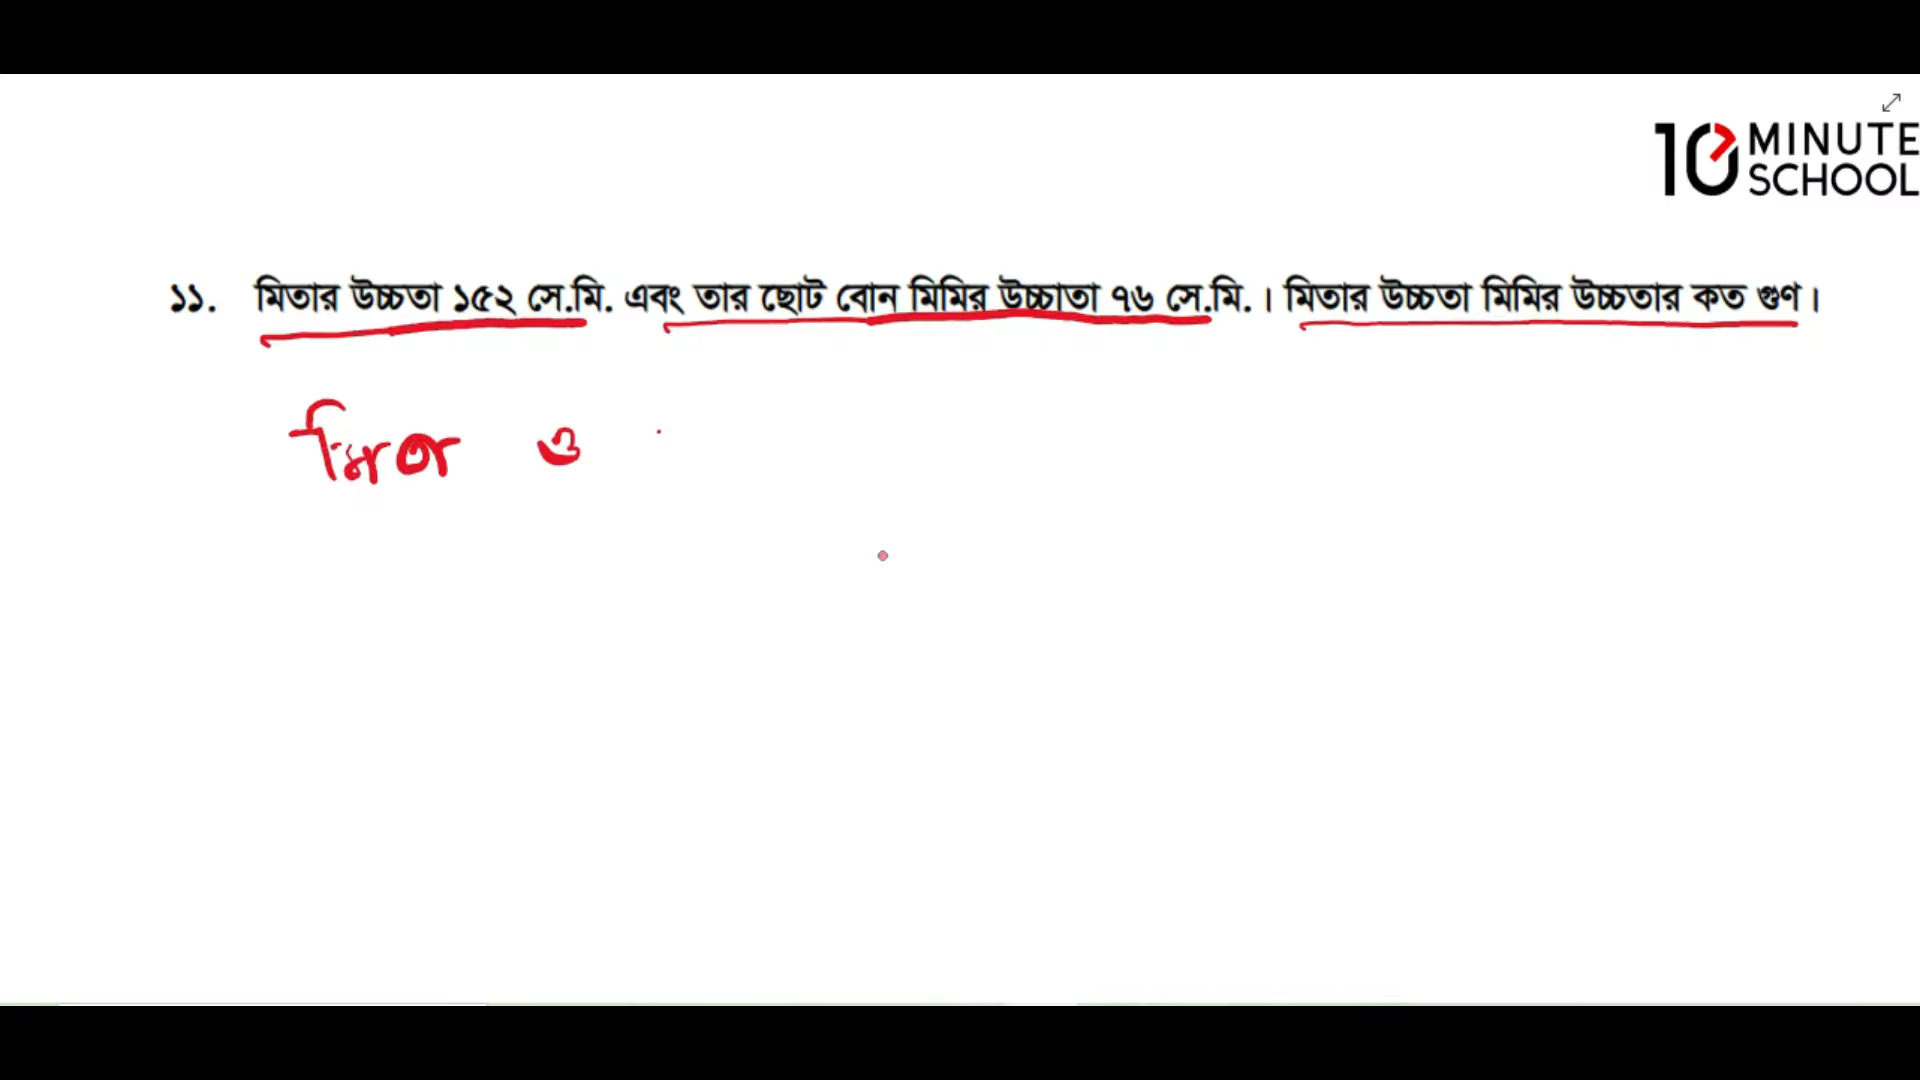 10 MINUTE
SCHOOL
১১. মিতার উচ্চতা ১৫২ সে.মি. এবং তার ছোট বোন মিমির উচ্চাতা ৭৬ সে.মি.। মিতার উচ্চতা মিমির উচ্চতার কত গুণ।
মিতা ও